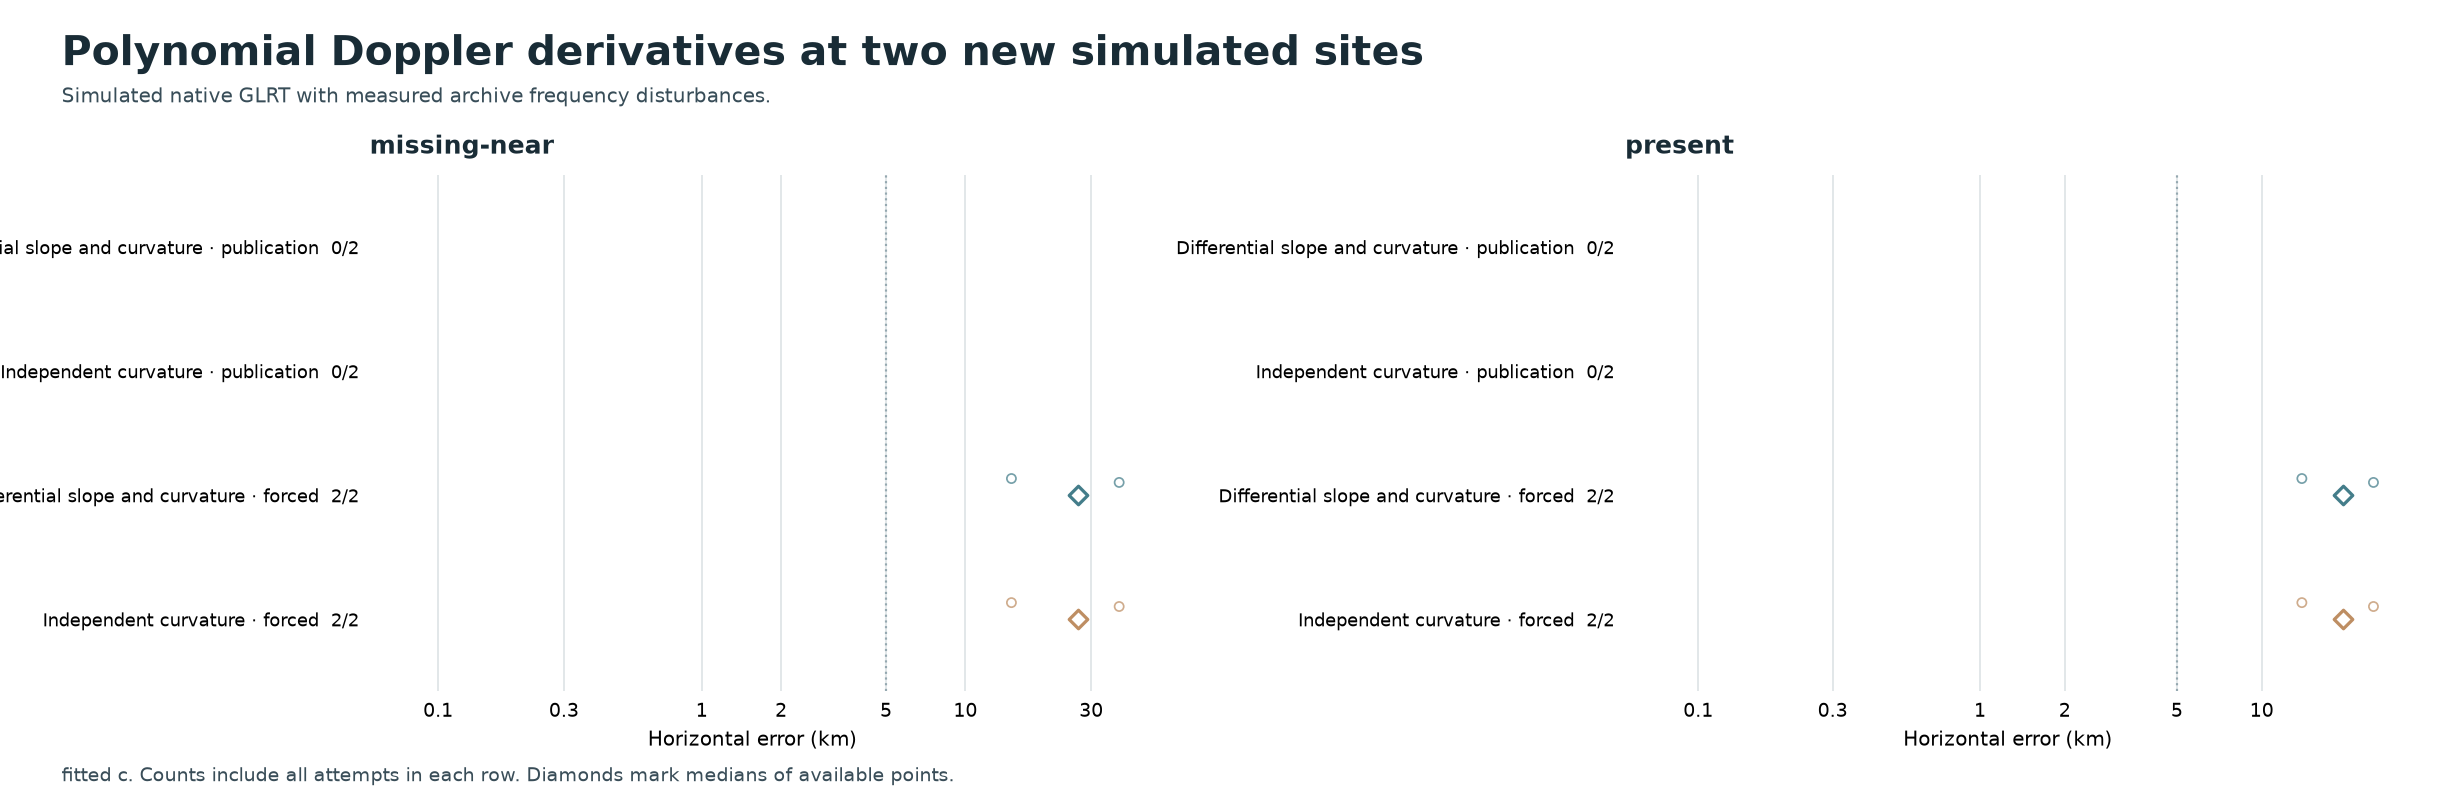 Polynomial Doppler derivatives at two new simulated sites
Simulated native GLRT with measured archive frequency disturbances.
missing-near
present
slope and curvature · publication 0/2
Differential slope and curvature · publication 0/2
Independent curvature · publication 0/2
Independent curvature · publication 0/2
slope and curvature · forced 2/2
Differential slope and curvature · forced 2/2
Independent curvature · forced 2/2
Independent curvature · forced 2/2
0.1 0.3 1 2 5 10 30
0.1 0.3 1 2 5 10
Horizontal error (km)
Horizontal error (km)
fitted c. Counts include all attempts in each row. Diamonds mark medians of available points.